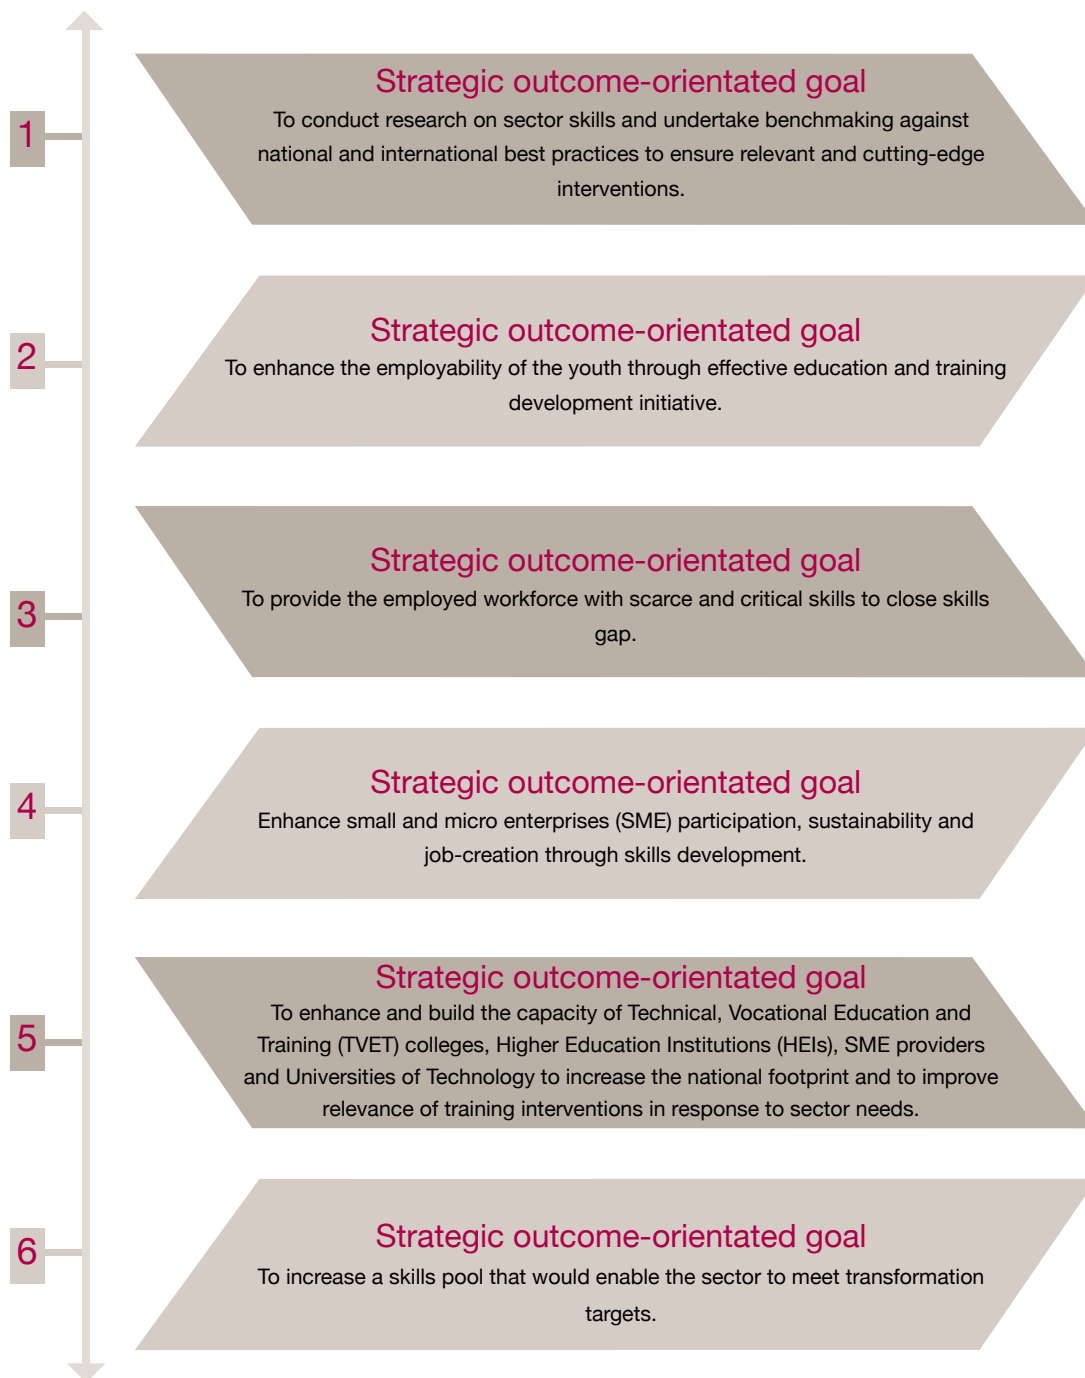 1
Strategic outcome-orientated goal
To conduct research on sector skills and undertake benchmaking against
national and international best practices to ensure relevant and cutting-edge
interventions.
2
Strategic outcome-orientated goal
To enhance the employability of the youth through effective education and training
development initiative.
3
Strategic outcome-orientated goal
To provide the employed workforce with scarce and critical skills to close skills
gap.
4
Strategic outcome-orientated goal
Enhance small and micro enterprises (SME) participation, sustainability and
job-creation through skills development.
5
Strategic outcome-orientated goal
To enhance and build the capacity of Technical, Vocational Education and
Training (TVET) colleges, Higher Education Institutions (HEIs), SME providers
and Universities of Technology to increase the national footprint and to improve
relevance of training interventions in response to sector needs.
6
Strategic outcome-orientated goal
To increase a skills pool that would enable the sector to meet transformation
targets.